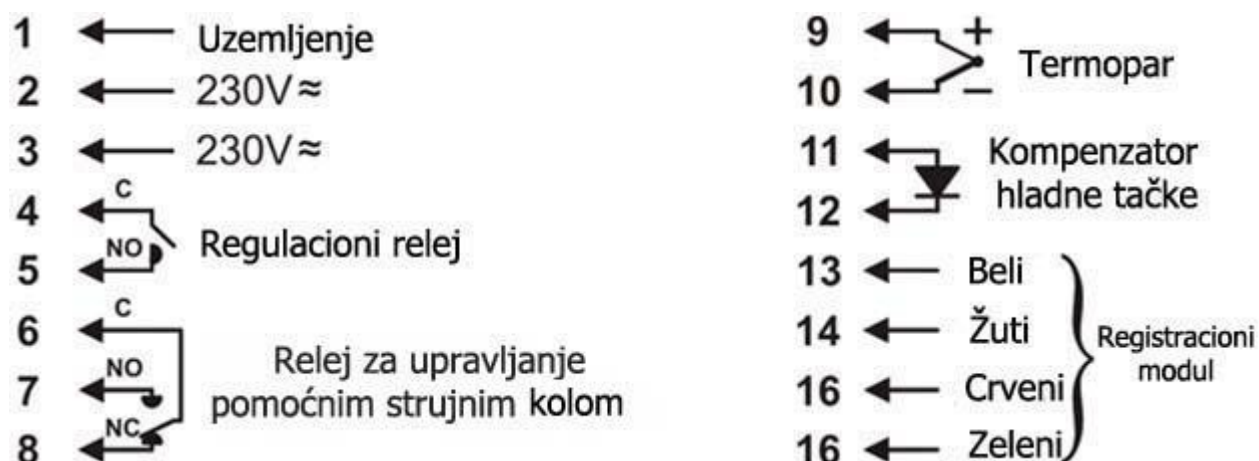 1 Uzemljenje
2 230V≈
3 230V≈
4 C
Regulacioni relej
5 NO
6 C
Relej za upravljanje
7 NO
pomoćnim strujnim kolom
8 NC
9 +
Termopar
10 −
11 Kompenzator
hladne tačke
12
13 Beli
14 Žuti
Registracioni
modul
16 Crveni
16 Zeleni